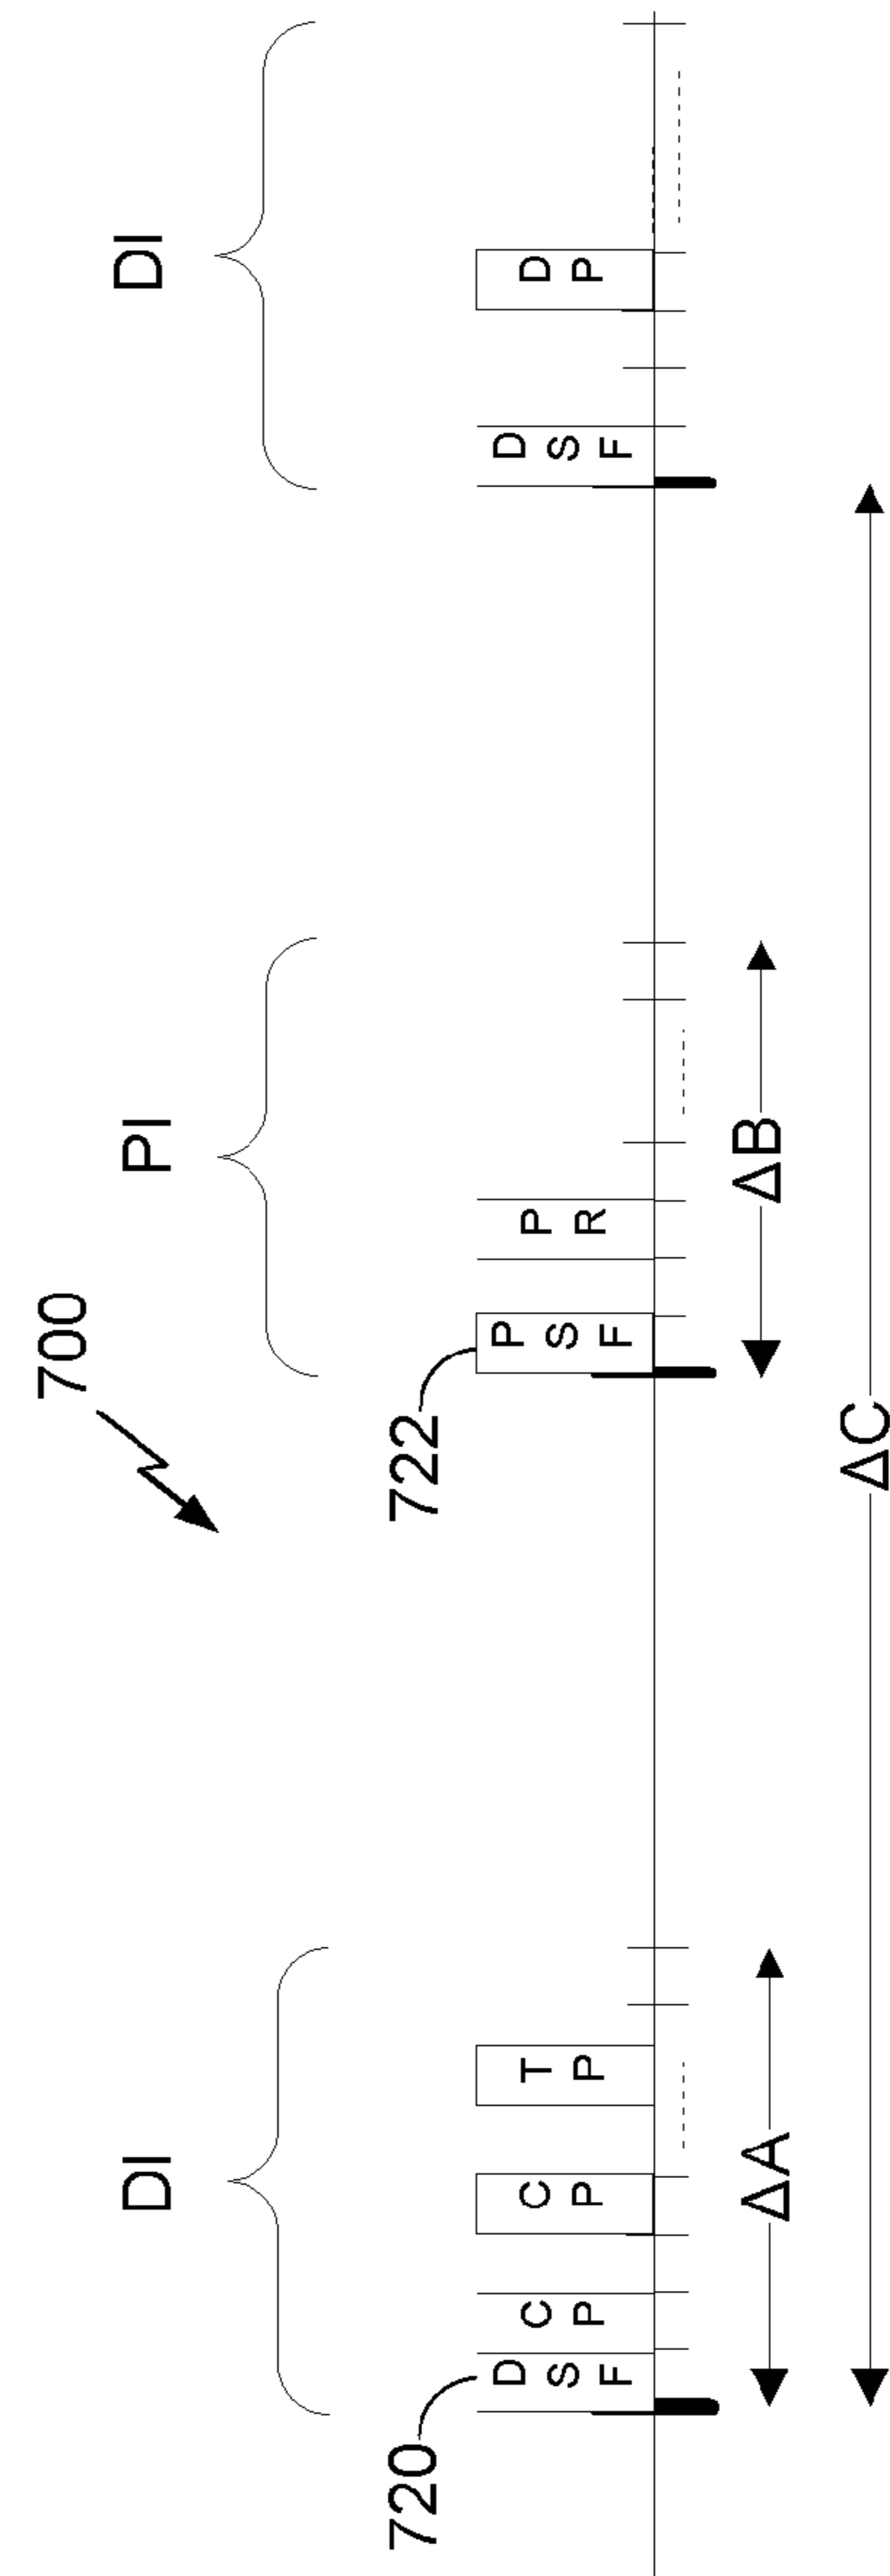 700
DI
PI
DI
720
722
DSF
CP
CP
TP
PSF
PR
DSF
DP
ΔA
ΔB
ΔC